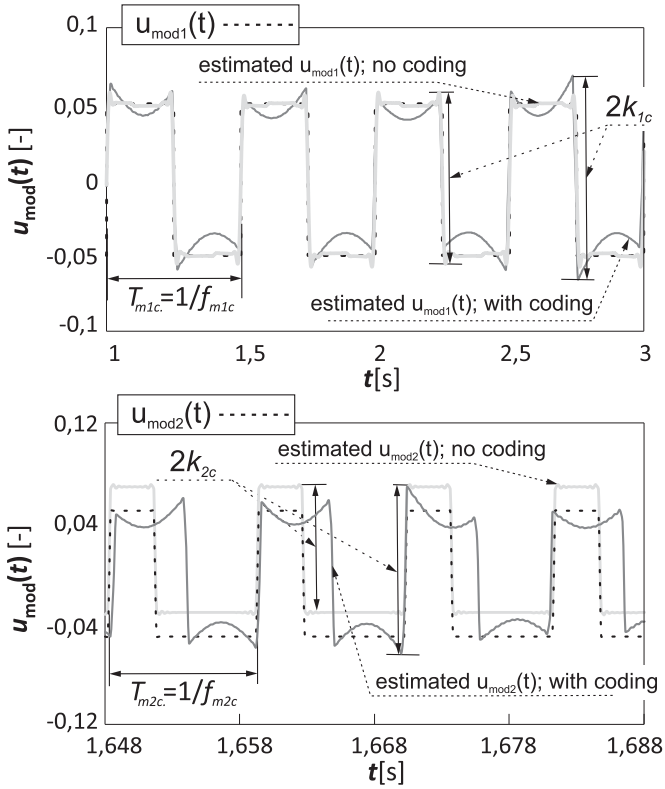 0,1
u_mod1(t)
estimated u_mod1(t); no coding
0,05
2k_1c
u_mod(t) [-]
0
-0,05
T_m1c.=1/f_m1c
estimated u_mod1(t); with coding
-0,1
1 1,5 2 2,5 3
t[s]
0,12
u_mod2(t)
estimated u_mod2(t); no coding
2k_2c
0,04
u_mod(t) [-]
-0,04
T_m2c.=1/f_m2c
estimated u_mod2(t); with coding
-0,12
1,648 1,658 1,668 1,678 1,688
t[s]